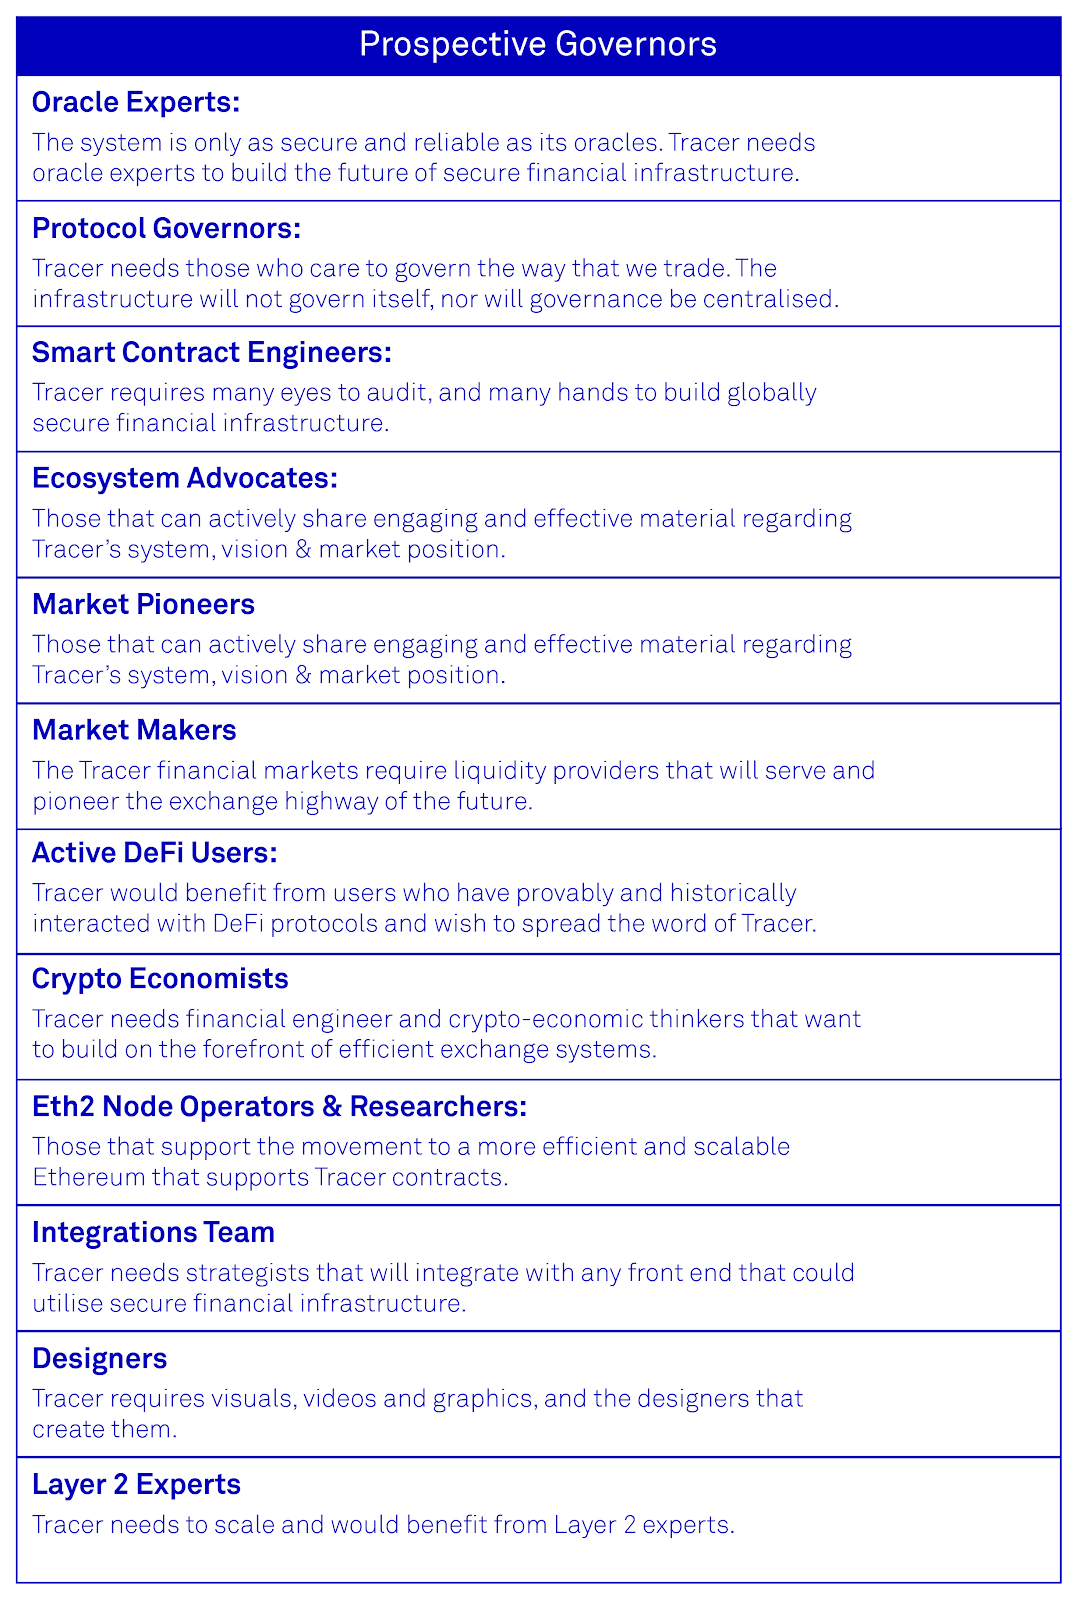 Prospective Governors
Oracle Experts:
The system is only as secure and reliable as its oracles. Tracer needs
oracle experts to build the future of secure financial infrastructure.
Protocol Governors:
Tracer needs those who care to govern the way that we trade. The
infrastructure will not govern itself, nor will governance be centralised.
Smart Contract Engineers:
Tracer requires many eyes to audit, and many hands to build globally
secure financial infrastructure.
Ecosystem Advocates:
Those that can actively share engaging and effective material regarding
Tracer’s system, vision & market position.
Market Pioneers
Those that can actively share engaging and effective material regarding
Tracer’s system, vision & market position.
Market Makers
The Tracer financial markets require liquidity providers that will serve and
pioneer the exchange highway of the future.
Active DeFi Users:
Tracer would benefit from users who have provably and historically
interacted with DeFi protocols and wish to spread the word of Tracer.
Crypto Economists
Tracer needs financial engineer and crypto-economic thinkers that want
to build on the forefront of efficient exchange systems.
Eth2 Node Operators & Researchers:
Those that support the movement to a more efficient and scalable
Ethereum that supports Tracer contracts.
Integrations Team
Tracer needs strategists that will integrate with any front end that could
utilise secure financial infrastructure.
Designers
Tracer requires visuals, videos and graphics, and the designers that
create them.
Layer 2 Experts
Tracer needs to scale and would benefit from Layer 2 experts.